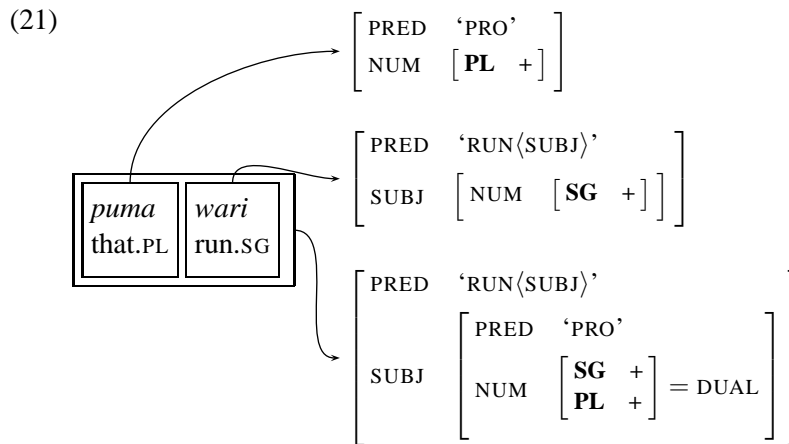 (21)
PRED ‘PRO’
NUM [PL +]
PRED ‘RUN⟨SUBJ⟩’
SUBJ [NUM [SG +]]
puma wari
that.PL run.SG
PRED ‘RUN⟨SUBJ⟩’
PRED ‘PRO’
SUBJ
NUM [SG +
PL +] = DUAL